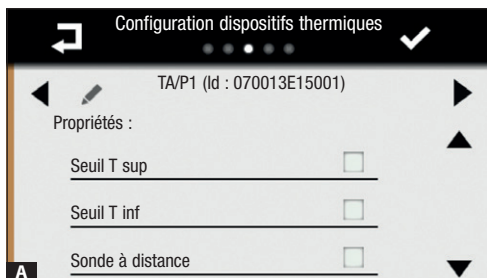 Configuration dispositifs thermiques
TA/P1 (Id : 070013E15001)
Propriétés :
Seuil T sup
Seuil T inf
Sonde à distance
A